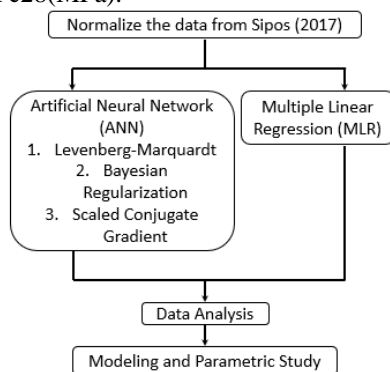 Normalize the data from Sipos (2017)
Artificial Neural Network
(ANN)
1. Levenberg-Marquardt
2. Bayesian
Regularization
3. Scaled Conjugate
Gradient
Multiple Linear
Regression (MLR)
Data Analysis
Modeling and Parametric Study